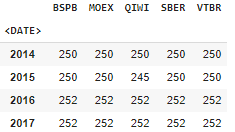 BSPB MOEX QIWI SBER VTBR
<DATE>
2014 250 250 250 250 250
2015 250 250 245 250 250
2016 252 252 252 252 252
2017 252 252 252 252 252